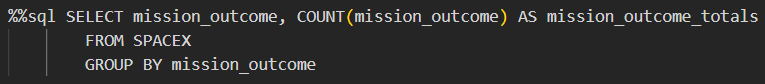 %%sql SELECT mission_outcome, COUNT(mission_outcome) AS mission_outcome_totals
FROM SPACEX
GROUP BY mission_outcome